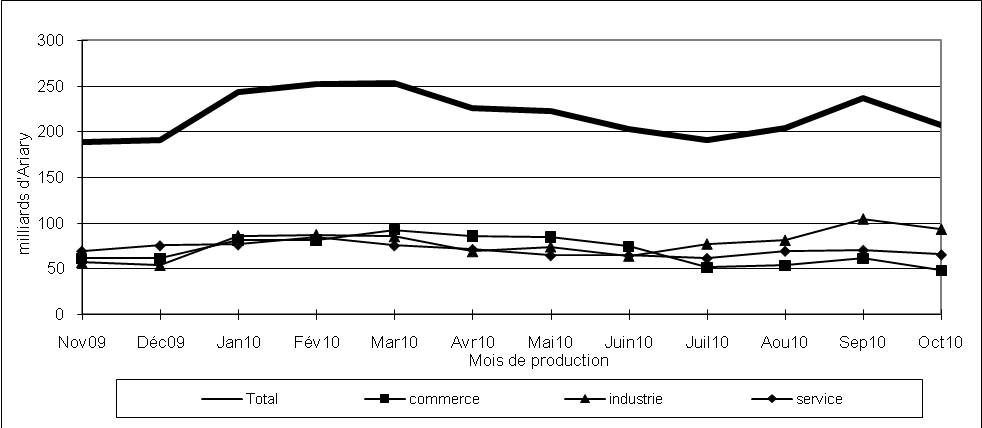 300
250
200
150
100
50
0
milliards d'Ariary
Nov09 Déc09 Jan10 Fév10 Mar10 Avr10 Mai10 Juin10 Juil10 Aou10 Sep10 Oct10
Mois de production
Total commerce industrie service